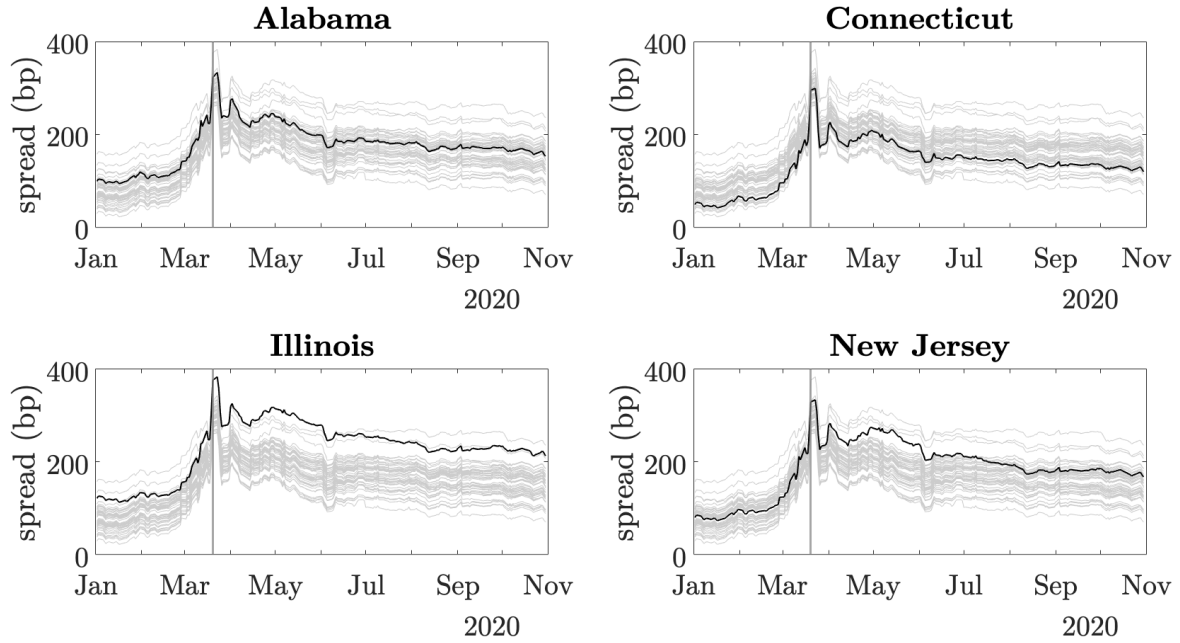 Alabama
400
200
0
spread (bp)
Jan Mar May Jul Sep Nov
2020
Connecticut
400
200
0
spread (bp)
Jan Mar May Jul Sep Nov
2020
Illinois
400
200
0
spread (bp)
Jan Mar May Jul Sep Nov
2020
New Jersey
400
200
0
spread (bp)
Jan Mar May Jul Sep Nov
2020